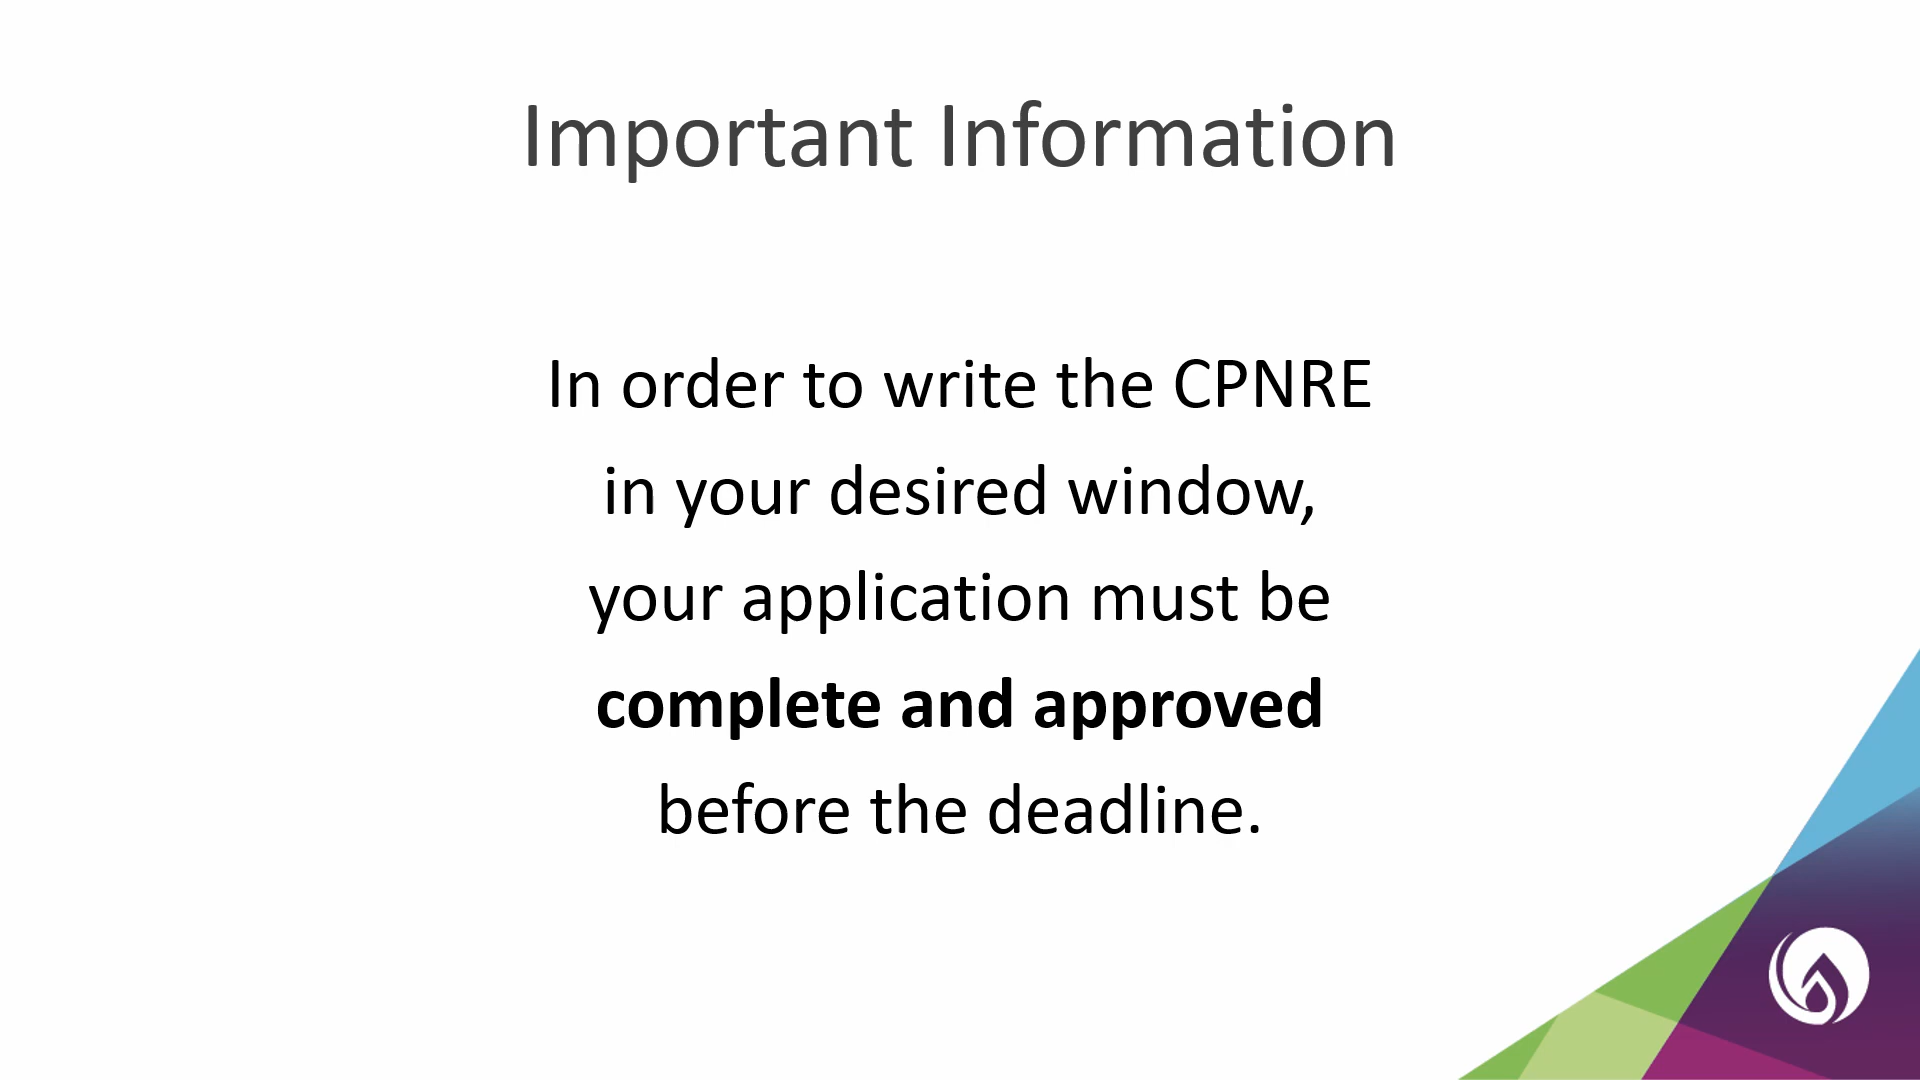 Important Information
In order to write the CPNRE
in your desired window,
your application must be
complete and approved
before the deadline.